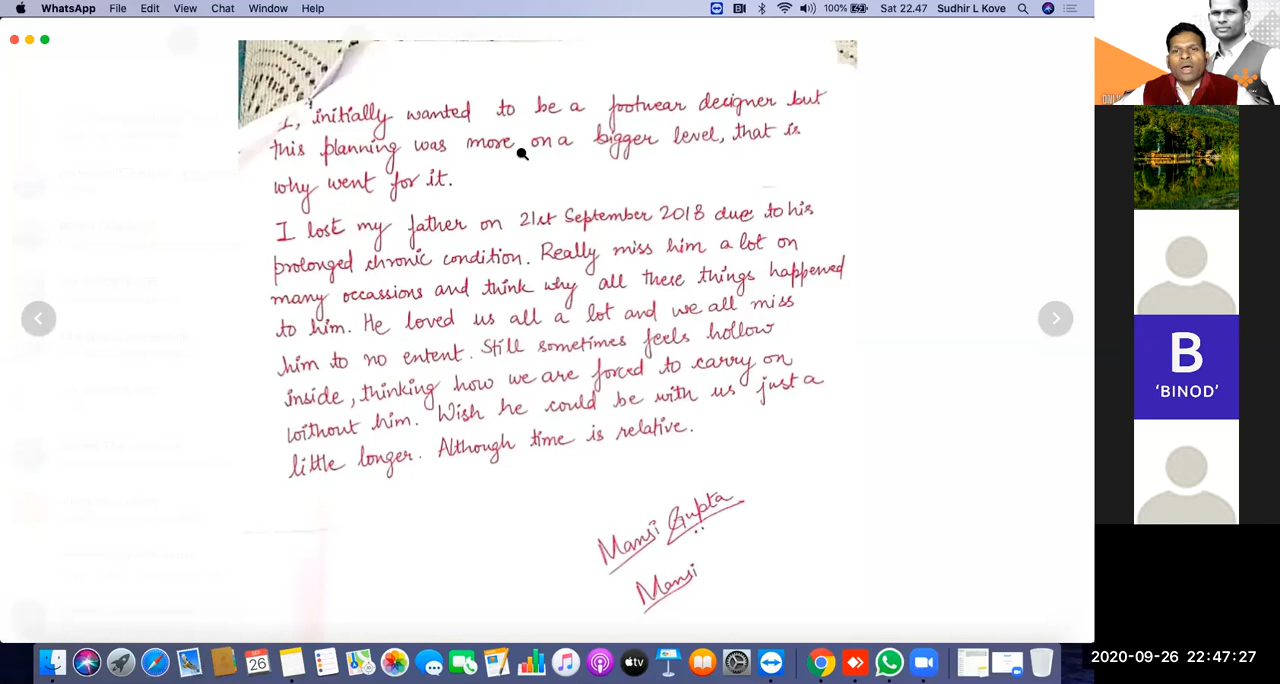 WhatsApp File Edit View Chat Window Help
100% Sat 22.47 Sudhir L Kove
I, initially wanted to be a footwear designer but
this planning was more on a bigger level, that is
why went for it.
I lost my father on 21st September 2018 due to his
prolonged chronic condition. Really miss him a lot on
many occassions and think why all these things happened
to him. He loved us all a lot and we all miss
him to no entent. Still sometimes feels hollow
inside, thinking how we are forced to carry on
without him. Wish he could be with us just a
little longer. Although time is relative.
Mansi Gupta
Mansi
B
'BINOD'
SEP
26
tv
2020-09-26 22:47:27